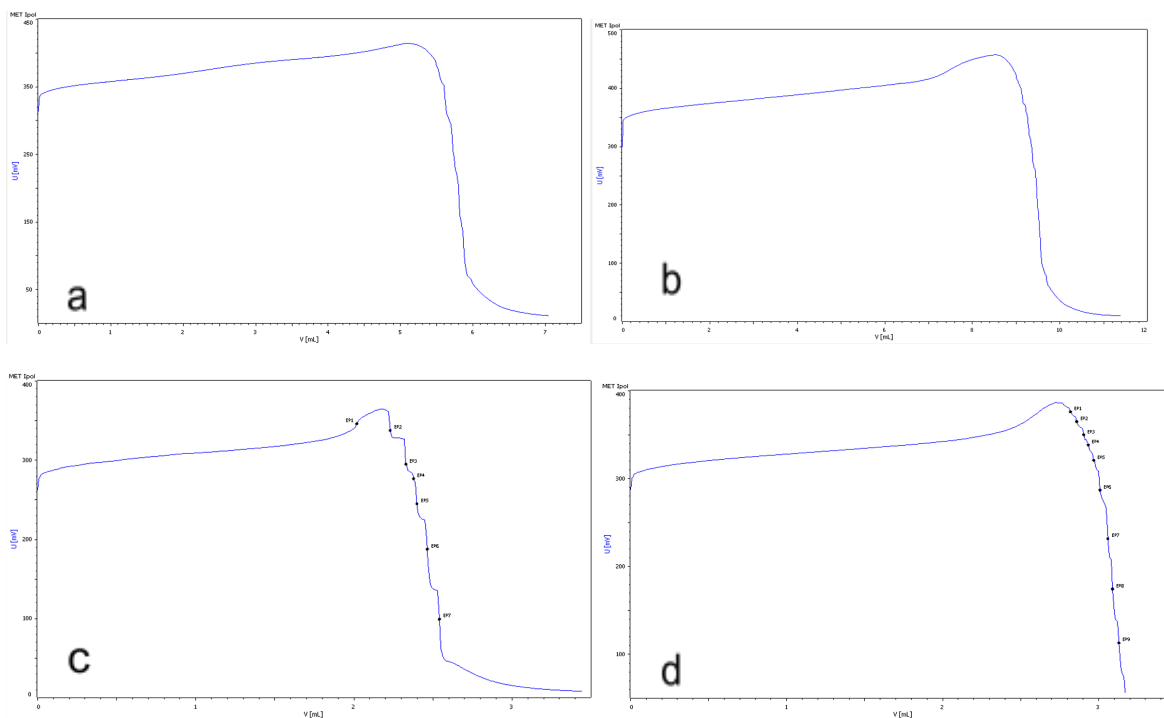 MET Ipol
450
350
250
150
50
U [mV]
0 1 2 3 4 5 6 7
V [mL]
a
MET Ipol
500
400
300
200
100
0
U [mV]
0 2 4 6 8 10 12
V [mL]
b
MET Ipol
400
300
200
100
0
U [mV]
0 1 2 3
V [mL]
EP1
EP2
EP3
EP4
EP5
EP6
EP7
c
MET Ipol
400
300
200
100
U [mV]
0 1 2 3
V [mL]
EP1
EP2
EP3
EP4
EP5
EP6
EP7
EP8
EP9
d